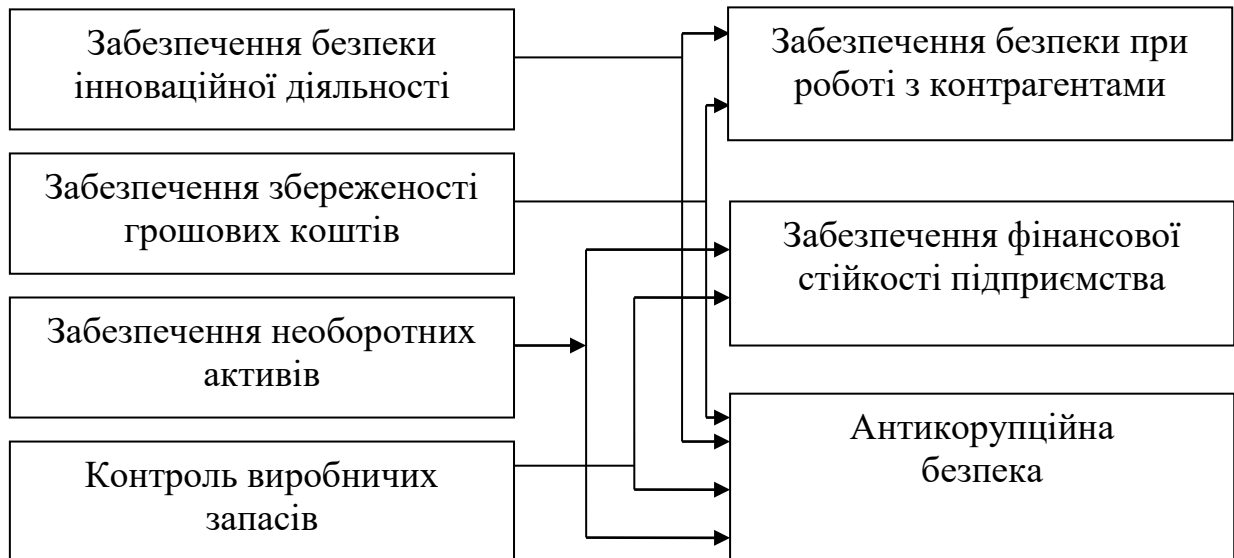 Забезпечення безпеки
інноваційної діяльності
Забезпечення збереженості
грошових коштів
Забезпечення необоротних
активів
Контроль виробничих
запасів
Забезпечення безпеки при
роботі з контрагентами
Забезпечення фінансової
стійкості підприємства
Антикорупційна
безпека